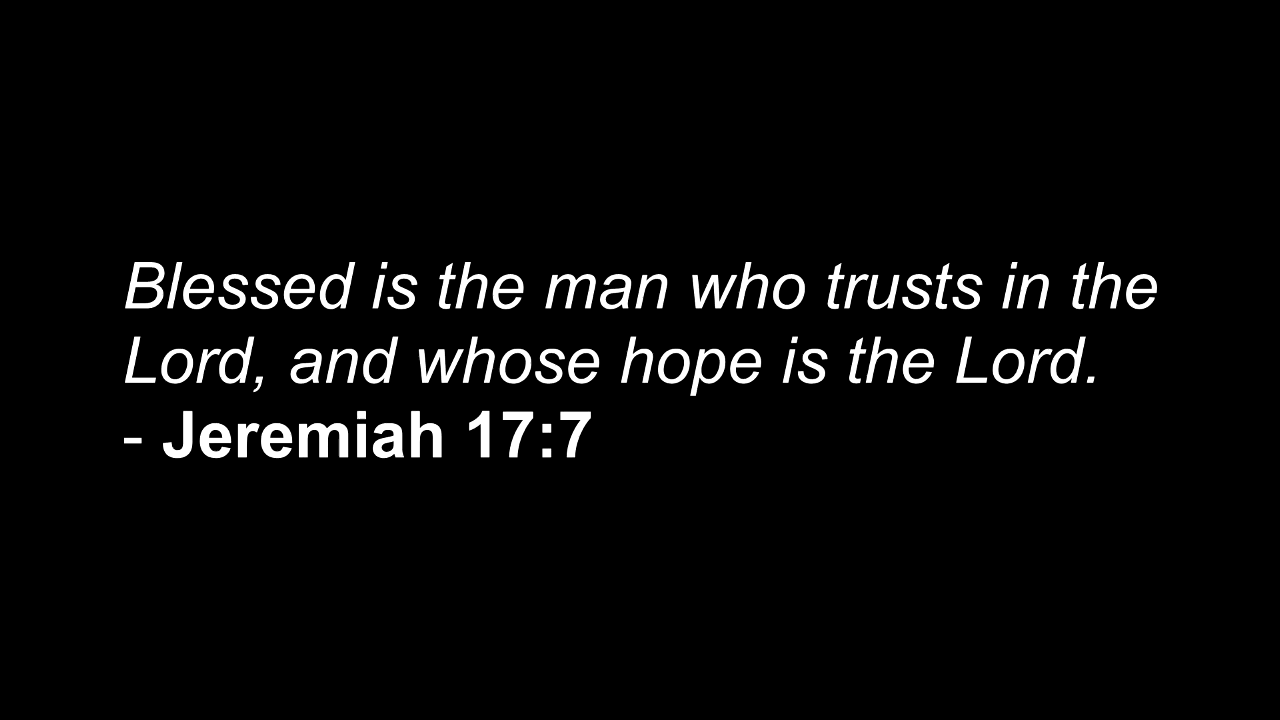 Blessed is the man who trusts in the
Lord, and whose hope is the Lord.
- Jeremiah 17:7